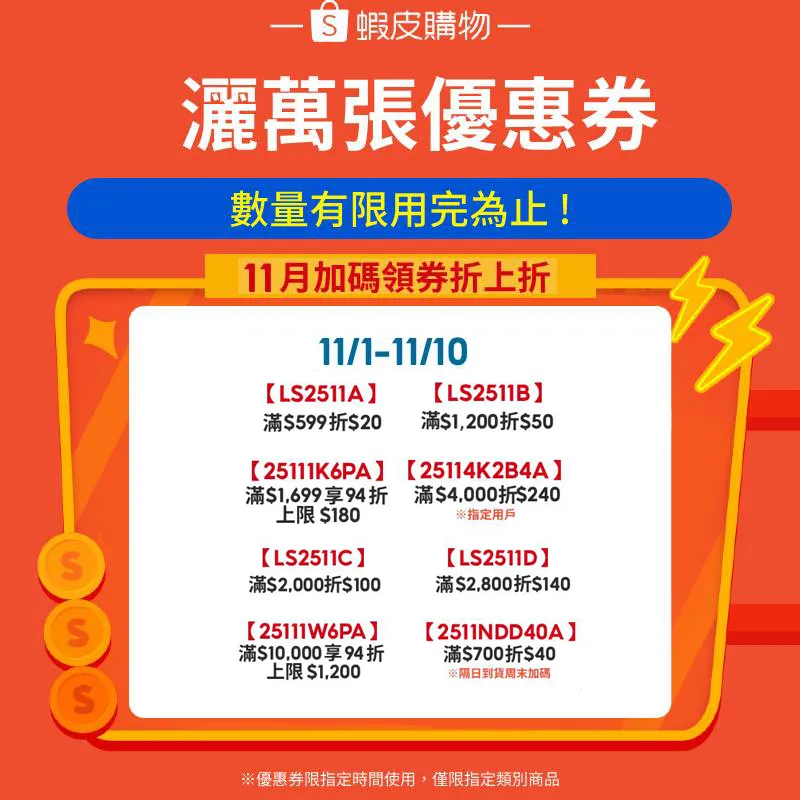 蝦皮購物
灑萬張優惠券
數量有限用完為止!
11月加碼領券折上折
11/1-11/10
【LS2511A】 【LS2511B】
滿$599折$20 滿$1,200折$50
【25111K6PA】 【25114K2B4A】
滿$1,699享94折 滿$4,000折$240
上限 $180 ※指定用戶
【LS2511C】 【LS2511D】
滿$2,000折$100 滿$2,800折$140
【25111W6PA】 【2511NDD40A】
滿$10,000享94折 滿$700折$40
上限 $1,200 ※隔日到貨周末加碼
S
S
S
※優惠券限指定時間使用，僅限指定類別商品